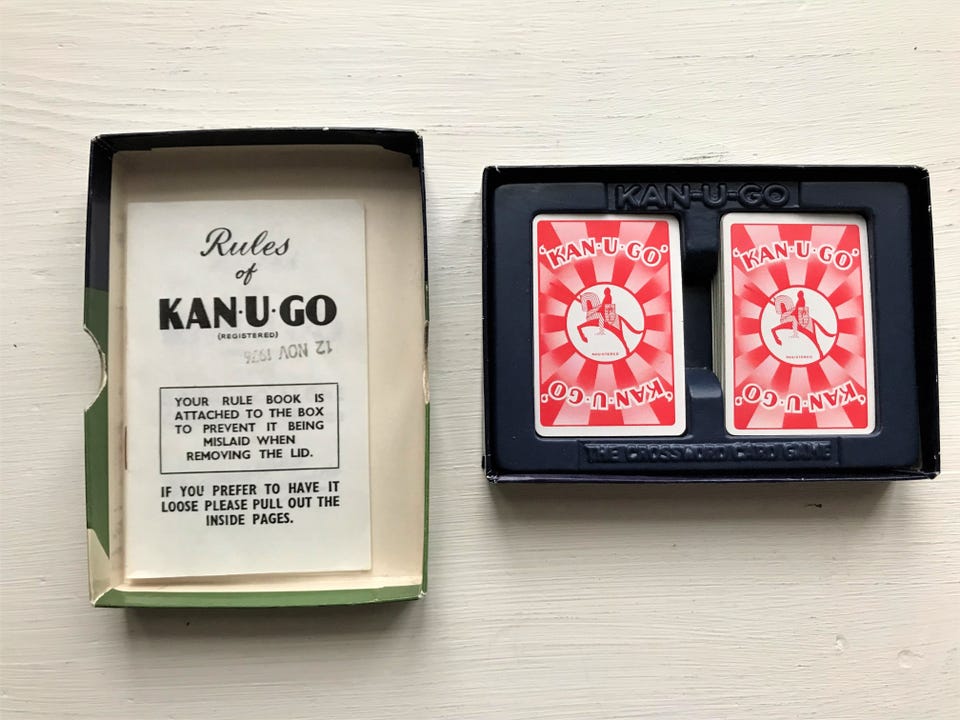 Rules
of
KAN·U·GO
(REGISTERED)
12 NOV 1976
YOUR RULE BOOK IS
ATTACHED TO THE BOX
TO PREVENT IT BEING
MISLAID WHEN
REMOVING THE LID.
IF YOU PREFER TO HAVE IT
LOOSE PLEASE PULL OUT THE
INSIDE PAGES.
KAN-U-GO
'KAN·U·GO'
REGISTERED
'KAN·U·GO'
'KAN·U·GO'
REGISTERED
'KAN·U·GO'
THE CROSSWORD CARD GAME